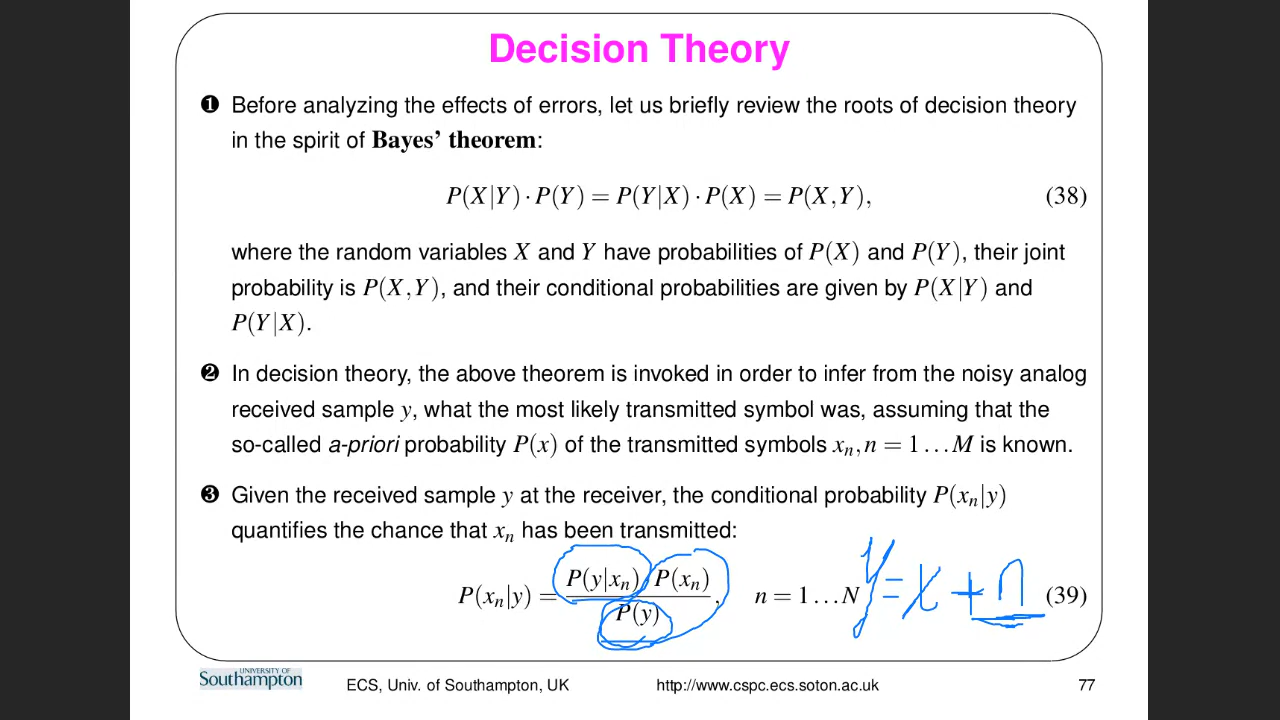 Decision Theory
❶ Before analyzing the effects of errors, let us briefly review the roots of decision theory
in the spirit of Bayes' theorem:
P(X|Y) · P(Y) = P(Y|X) · P(X) = P(X,Y), (38)
where the random variables X and Y have probabilities of P(X) and P(Y), their joint
probability is P(X,Y), and their conditional probabilities are given by P(X|Y) and
P(Y|X).
❷ In decision theory, the above theorem is invoked in order to infer from the noisy analog
received sample y, what the most likely transmitted symbol was, assuming that the
so-called a-priori probability P(x) of the transmitted symbols xₙ, n = 1...M is known.
❸ Given the received sample y at the receiver, the conditional probability P(xₙ|y)
quantifies the chance that xₙ has been transmitted:
P(xₙ|y) = P(y|xₙ) · P(xₙ) / P(y), n = 1...N y = x + n (39)
UNIVERSITY OF
Southampton
ECS, Univ. of Southampton, UK http://www.cspc.ecs.soton.ac.uk 77